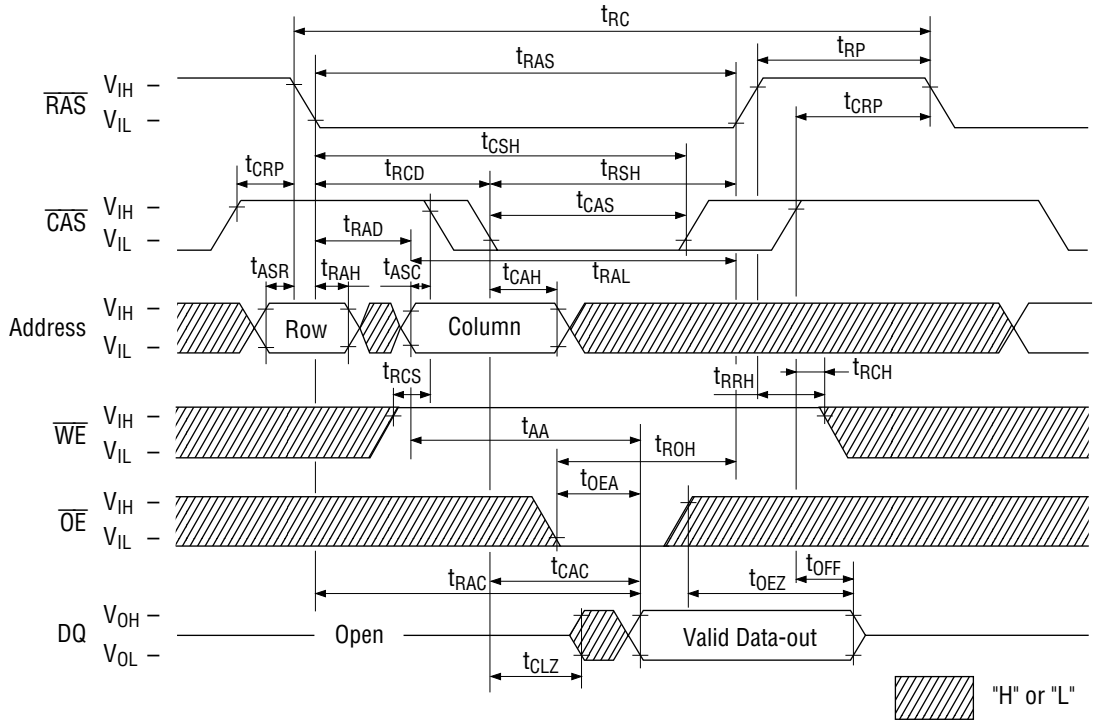 tRC
tRAS
tRP
RAS
VIH
VIL
tCRP
tCSH
tCRP
tRCD
tRSH
CAS
VIH
VIL
tCAS
tRAD
tRAL
tASR
tRAH
tASC
tCAH
Address
VIH
VIL
Row
Column
tRCS
tRRH
tRCH
WE
VIH
VIL
tAA
tROH
tOEA
OE
VIH
VIL
tCAC
tOFF
tRAC
tOEZ
DQ
VOH
VOL
Open
Valid Data-out
tCLZ
"H" or "L"